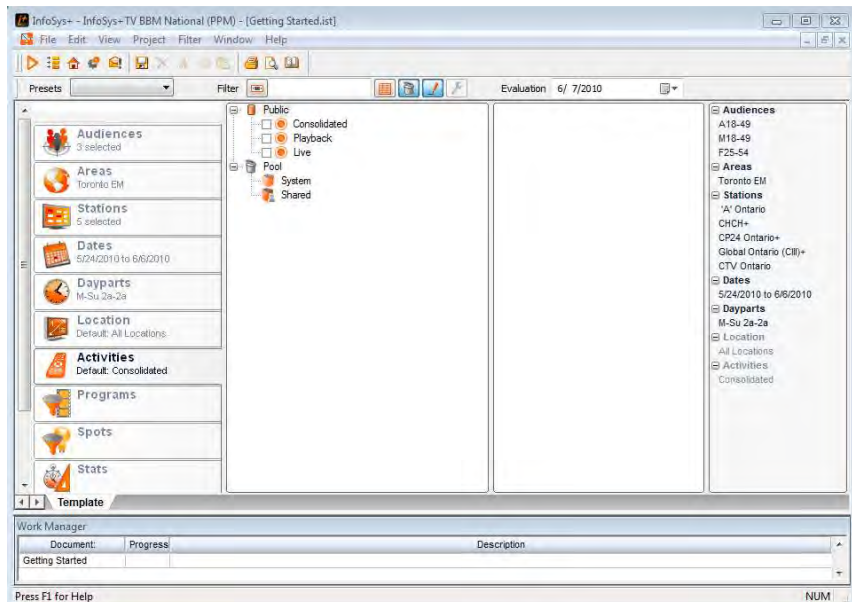 InfoSys+ - InfoSys+TV BBM National (PPM) - [Getting Started.ist]
File Edit View Project Filter Window Help
Presets Filter Evaluation 6/ 7/2010
Audiences
3 selected
Areas
Toronto EM
Stations
5 selected
Dates
5/24/2010 to 6/6/2010
Dayparts
M-Su 2a-2a
Location
Default: All Locations
Activities
Default: Consolidated
Programs
Spots
Stats
Public
Consolidated
Playback
Live
Pool
System
Shared
Audiences
A18-49
M18-49
F25-54
Areas
Toronto EM
Stations
'A' Ontario
CHCH+
CP24 Ontario+
Global Ontario (CIII)+
CTV Ontario
Dates
5/24/2010 to 6/6/2010
Dayparts
M-Su 2a-2a
Location
All Locations
Activities
Consolidated
Template
Work Manager
Document: Progress Description
Getting Started
Press F1 for Help NUM